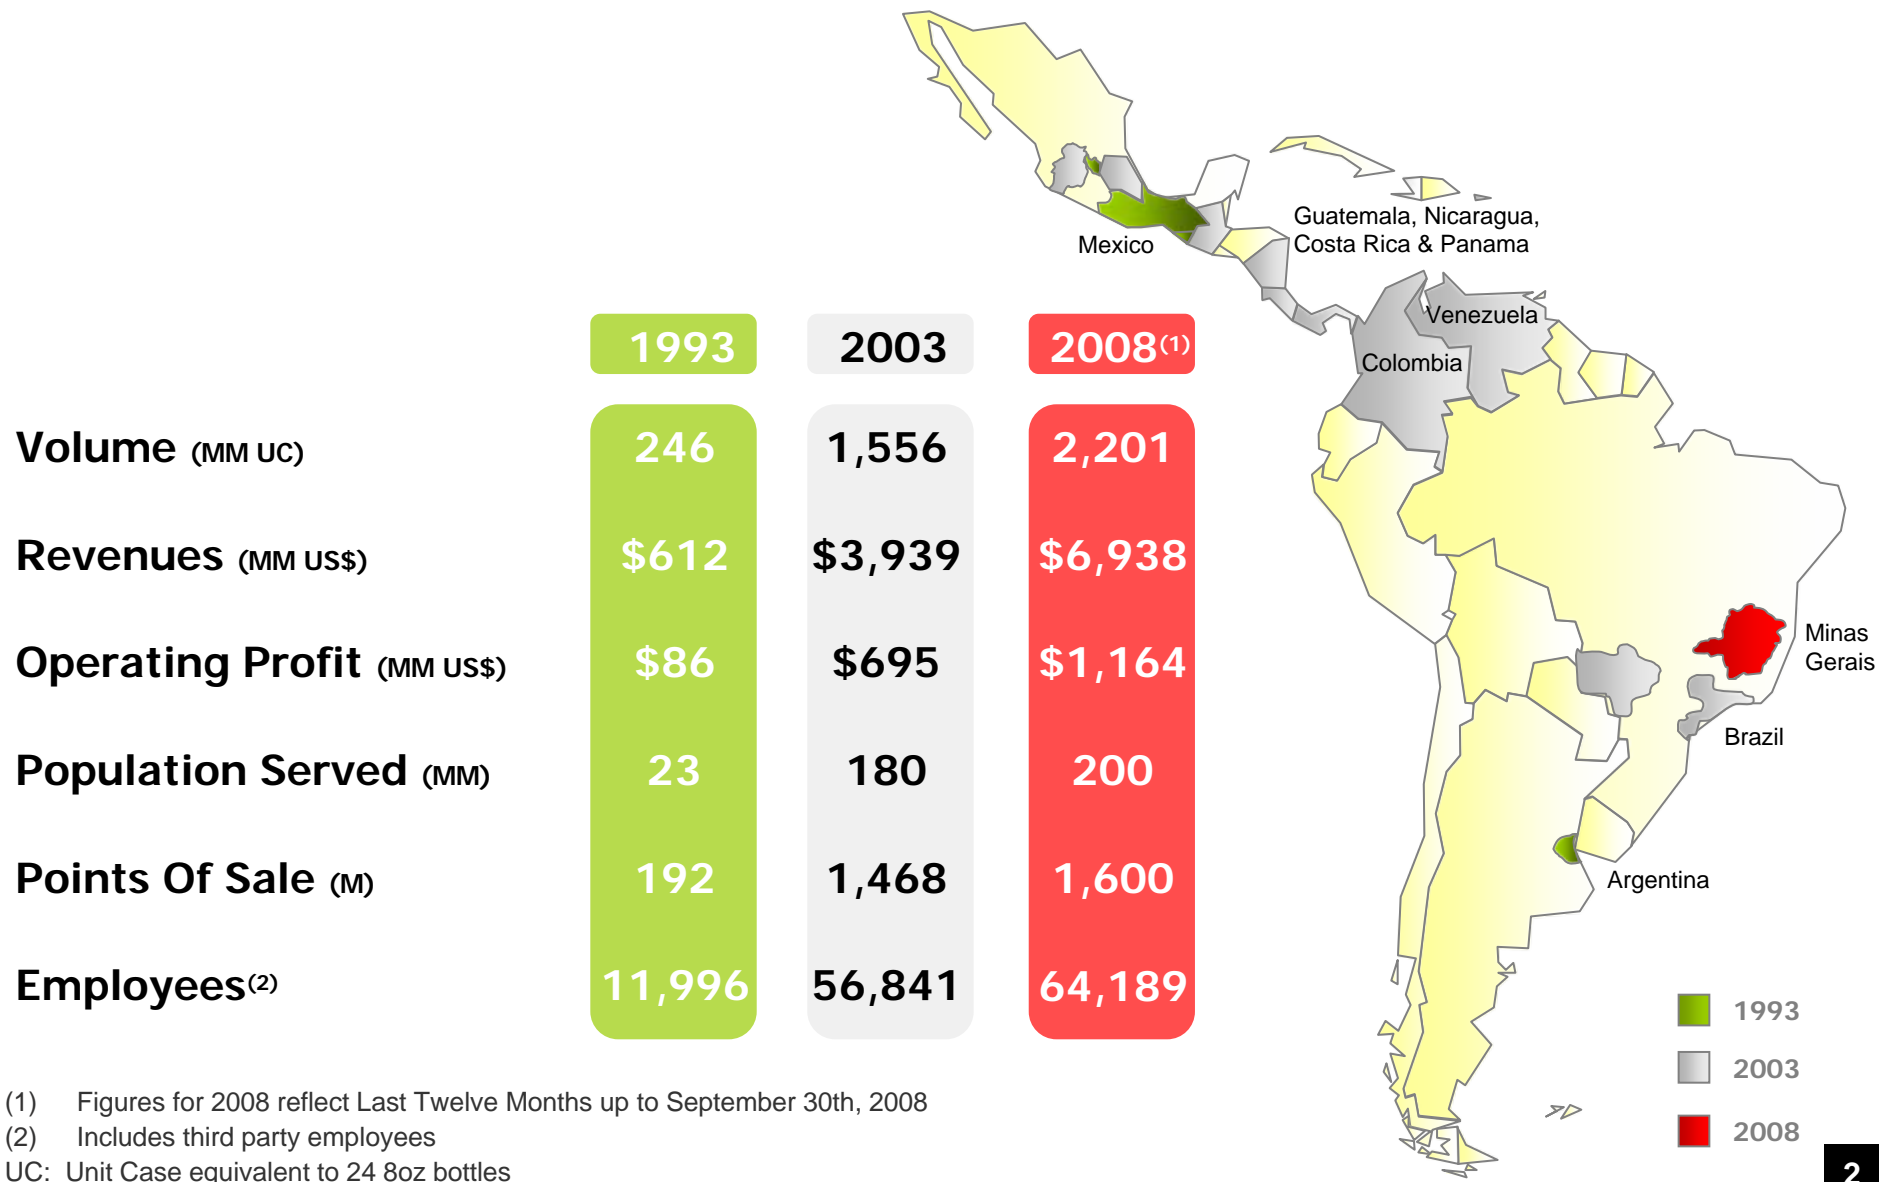 Mexico
Guatemala, Nicaragua,
Costa Rica & Panama
Venezuela
Colombia
1993 2003 2008(1)
Volume (MM UC) 246 1,556 2,201
Revenues (MM US$) $612 $3,939 $6,938
Operating Profit (MM US$) $86 $695 $1,164
Population Served (MM) 23 180 200
Points Of Sale (M) 192 1,468 1,600
Employees(2) 11,996 56,841 64,189
Minas
Gerais
Brazil
Argentina
1993
2003
2008
(1) Figures for 2008 reflect Last Twelve Months up to September 30th, 2008
(2) Includes third party employees
UC: Unit Case equivalent to 24 8oz bottles
2